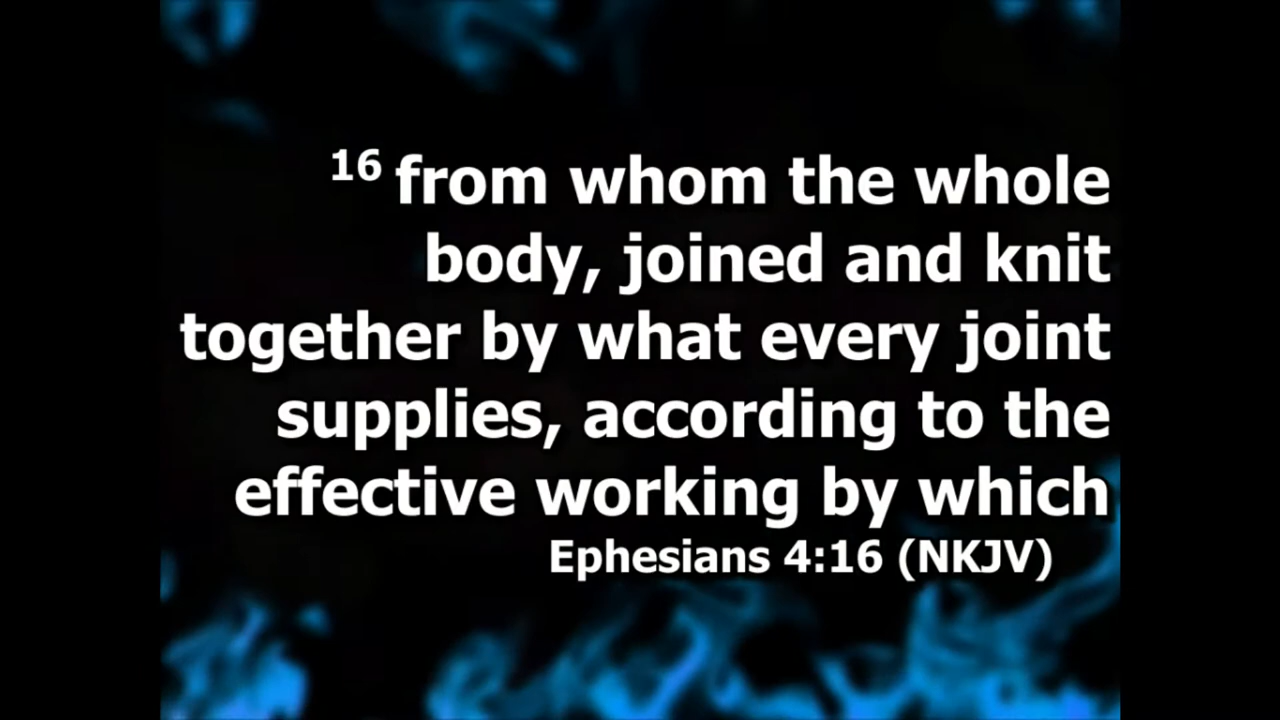 16 from whom the whole
body, joined and knit
together by what every joint
supplies, according to the
effective working by which
Ephesians 4:16 (NKJV)